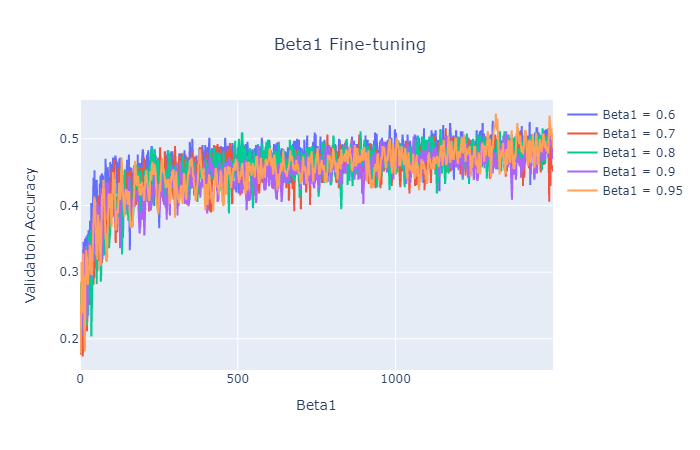 Beta1 Fine-tuning
Beta1 = 0.6
Beta1 = 0.7
Beta1 = 0.8
Beta1 = 0.9
Beta1 = 0.95
Validation Accuracy
0.5
0.4
0.3
0.2
0 500 1000
Beta1